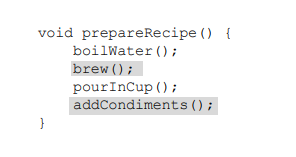 void prepareRecipe() {
    boilWater();
    brew();
    pourInCup();
    addCondiments();
}